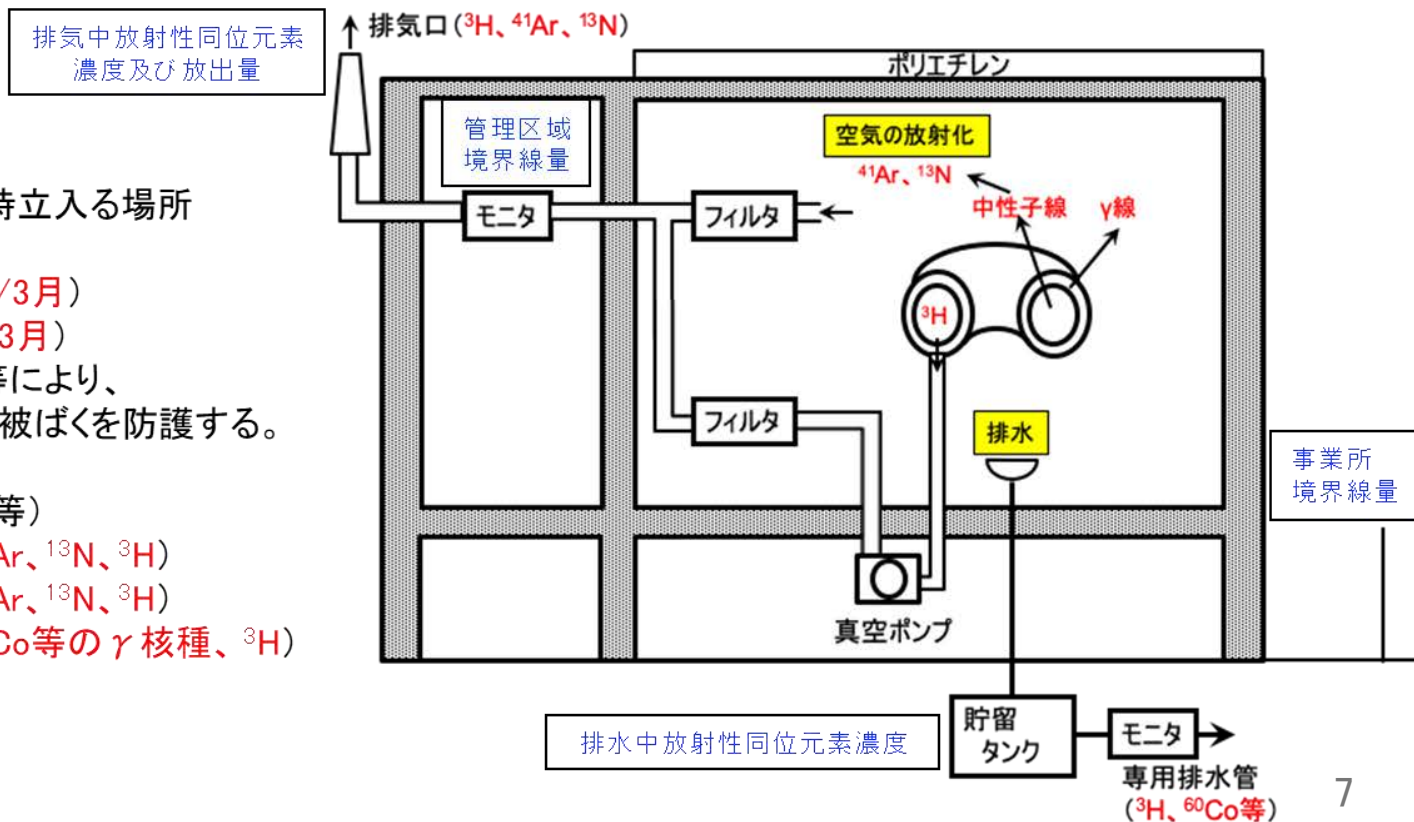 排気中放射性同位元素
濃度及び放出量
排気口(³H、⁴¹Ar、¹³N)
ポリエチレン
管理区域
境界線量
空気の放射化
⁴¹Ar、¹³N
中性子線
γ線
モニタ
フィルタ
³H
フィルタ
排水
真空ポンプ
事業所
境界線量
時立入る場所
/3月)
3月)
等により、
被ばくを防護する。
等)
Ar、¹³N、³H)
Ar、¹³N、³H)
Co等のγ核種、³H)
排水中放射性同位元素濃度
貯留
タンク
モニタ
専用排水管
(³H、⁶⁰Co等)
7